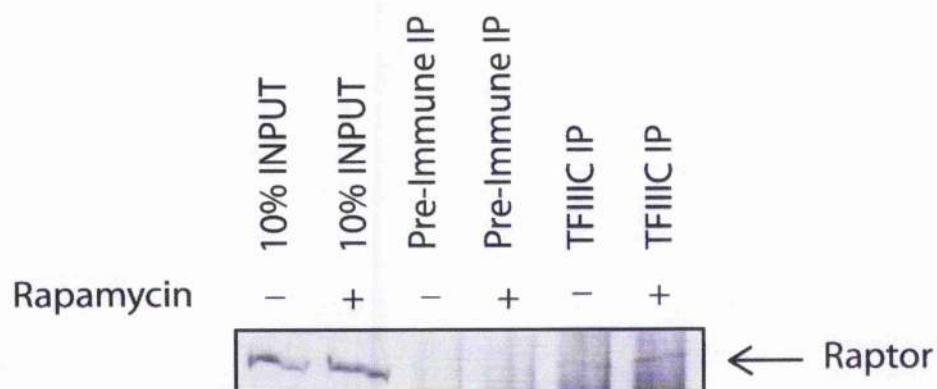 10% INPUT
10% INPUT
Pre-Immune IP
Pre-Immune IP
TFIIIC IP
TFIIIC IP
Rapamycin − + − + − +
Raptor